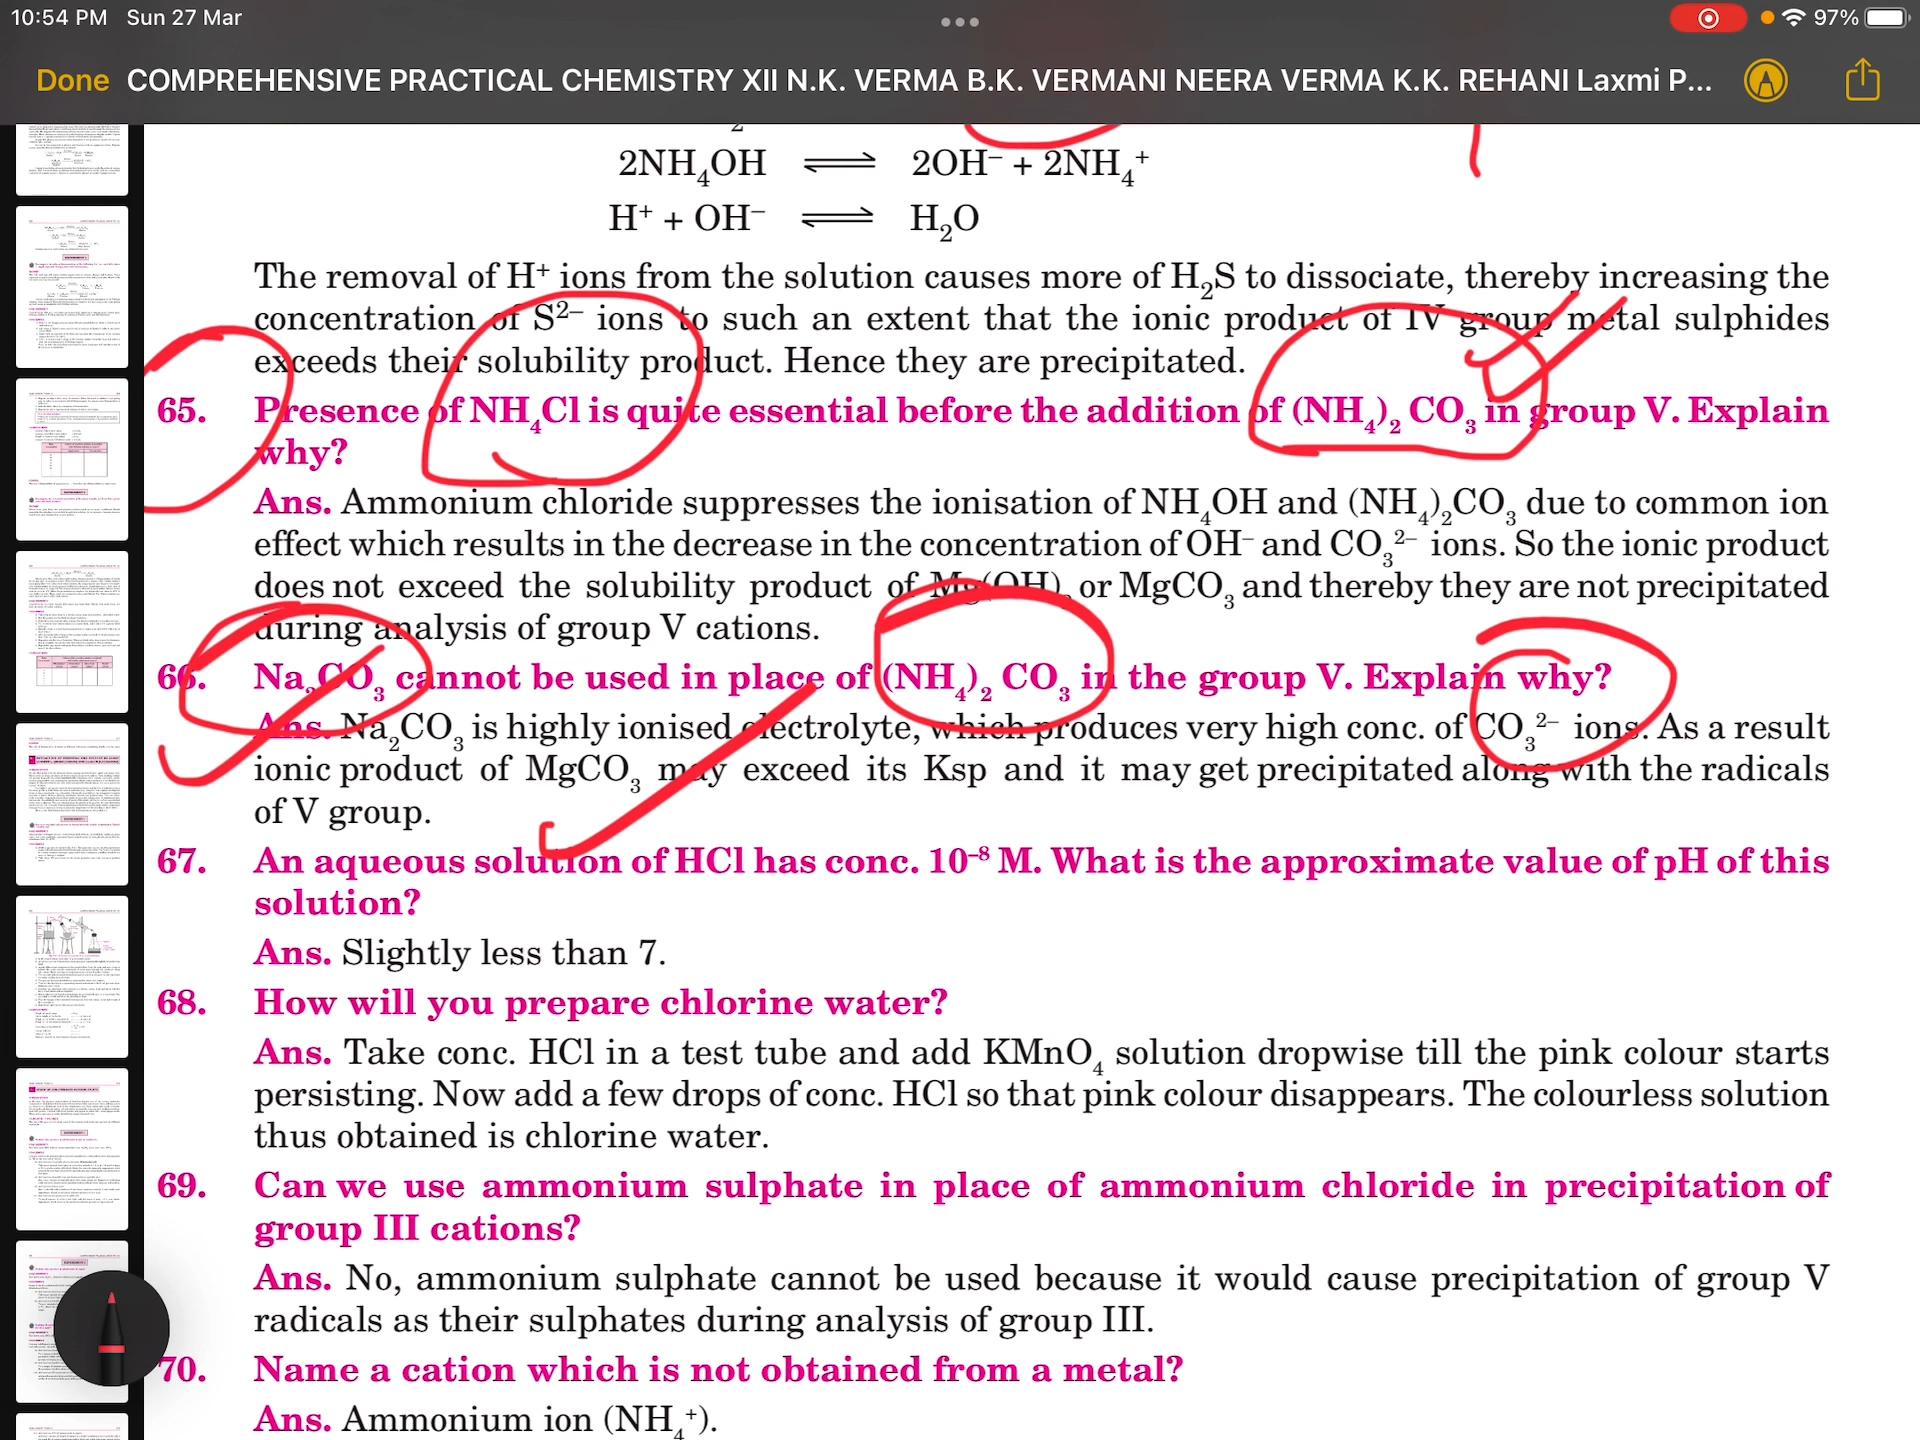 10:54 PM Sun 27 Mar
97%
Done COMPREHENSIVE PRACTICAL CHEMISTRY XII N.K. VERMA B.K. VERMANI NEERA VERMA K.K. REHANI Laxmi P...
2NH₄OH ⇌ 2OH⁻ + 2NH₄⁺
H⁺ + OH⁻ ⇌ H₂O
The removal of H⁺ ions from the solution causes more of H₂S to dissociate, thereby increasing the
concentration of S²⁻ ions to such an extent that the ionic product of IV group metal sulphides
exceeds their solubility product. Hence they are precipitated.
65. Presence of NH₄Cl is quite essential before the addition of (NH₄)₂ CO₃ in group V. Explain
why?
Ans. Ammonium chloride suppresses the ionisation of NH₄OH and (NH₄)₂CO₃ due to common ion
effect which results in the decrease in the concentration of OH⁻ and CO₃²⁻ ions. So the ionic product
does not exceed the solubility product of Mg(OH)₂ or MgCO₃ and thereby they are not precipitated
during analysis of group V cations.
66. Na₂CO₃ cannot be used in place of (NH₄)₂ CO₃ in the group V. Explain why?
Ans. Na₂CO₃ is highly ionised electrolyte, which produces very high conc. of CO₃²⁻ ions. As a result
ionic product of MgCO₃ may exceed its Ksp and it may get precipitated along with the radicals
of V group.
67. An aqueous solution of HCl has conc. 10⁻⁸ M. What is the approximate value of pH of this
solution?
Ans. Slightly less than 7.
68. How will you prepare chlorine water?
Ans. Take conc. HCl in a test tube and add KMnO₄ solution dropwise till the pink colour starts
persisting. Now add a few drops of conc. HCl so that pink colour disappears. The colourless solution
thus obtained is chlorine water.
69. Can we use ammonium sulphate in place of ammonium chloride in precipitation of
group III cations?
Ans. No, ammonium sulphate cannot be used because it would cause precipitation of group V
radicals as their sulphates during analysis of group III.
70. Name a cation which is not obtained from a metal?
Ans. Ammonium ion (NH₄⁺).